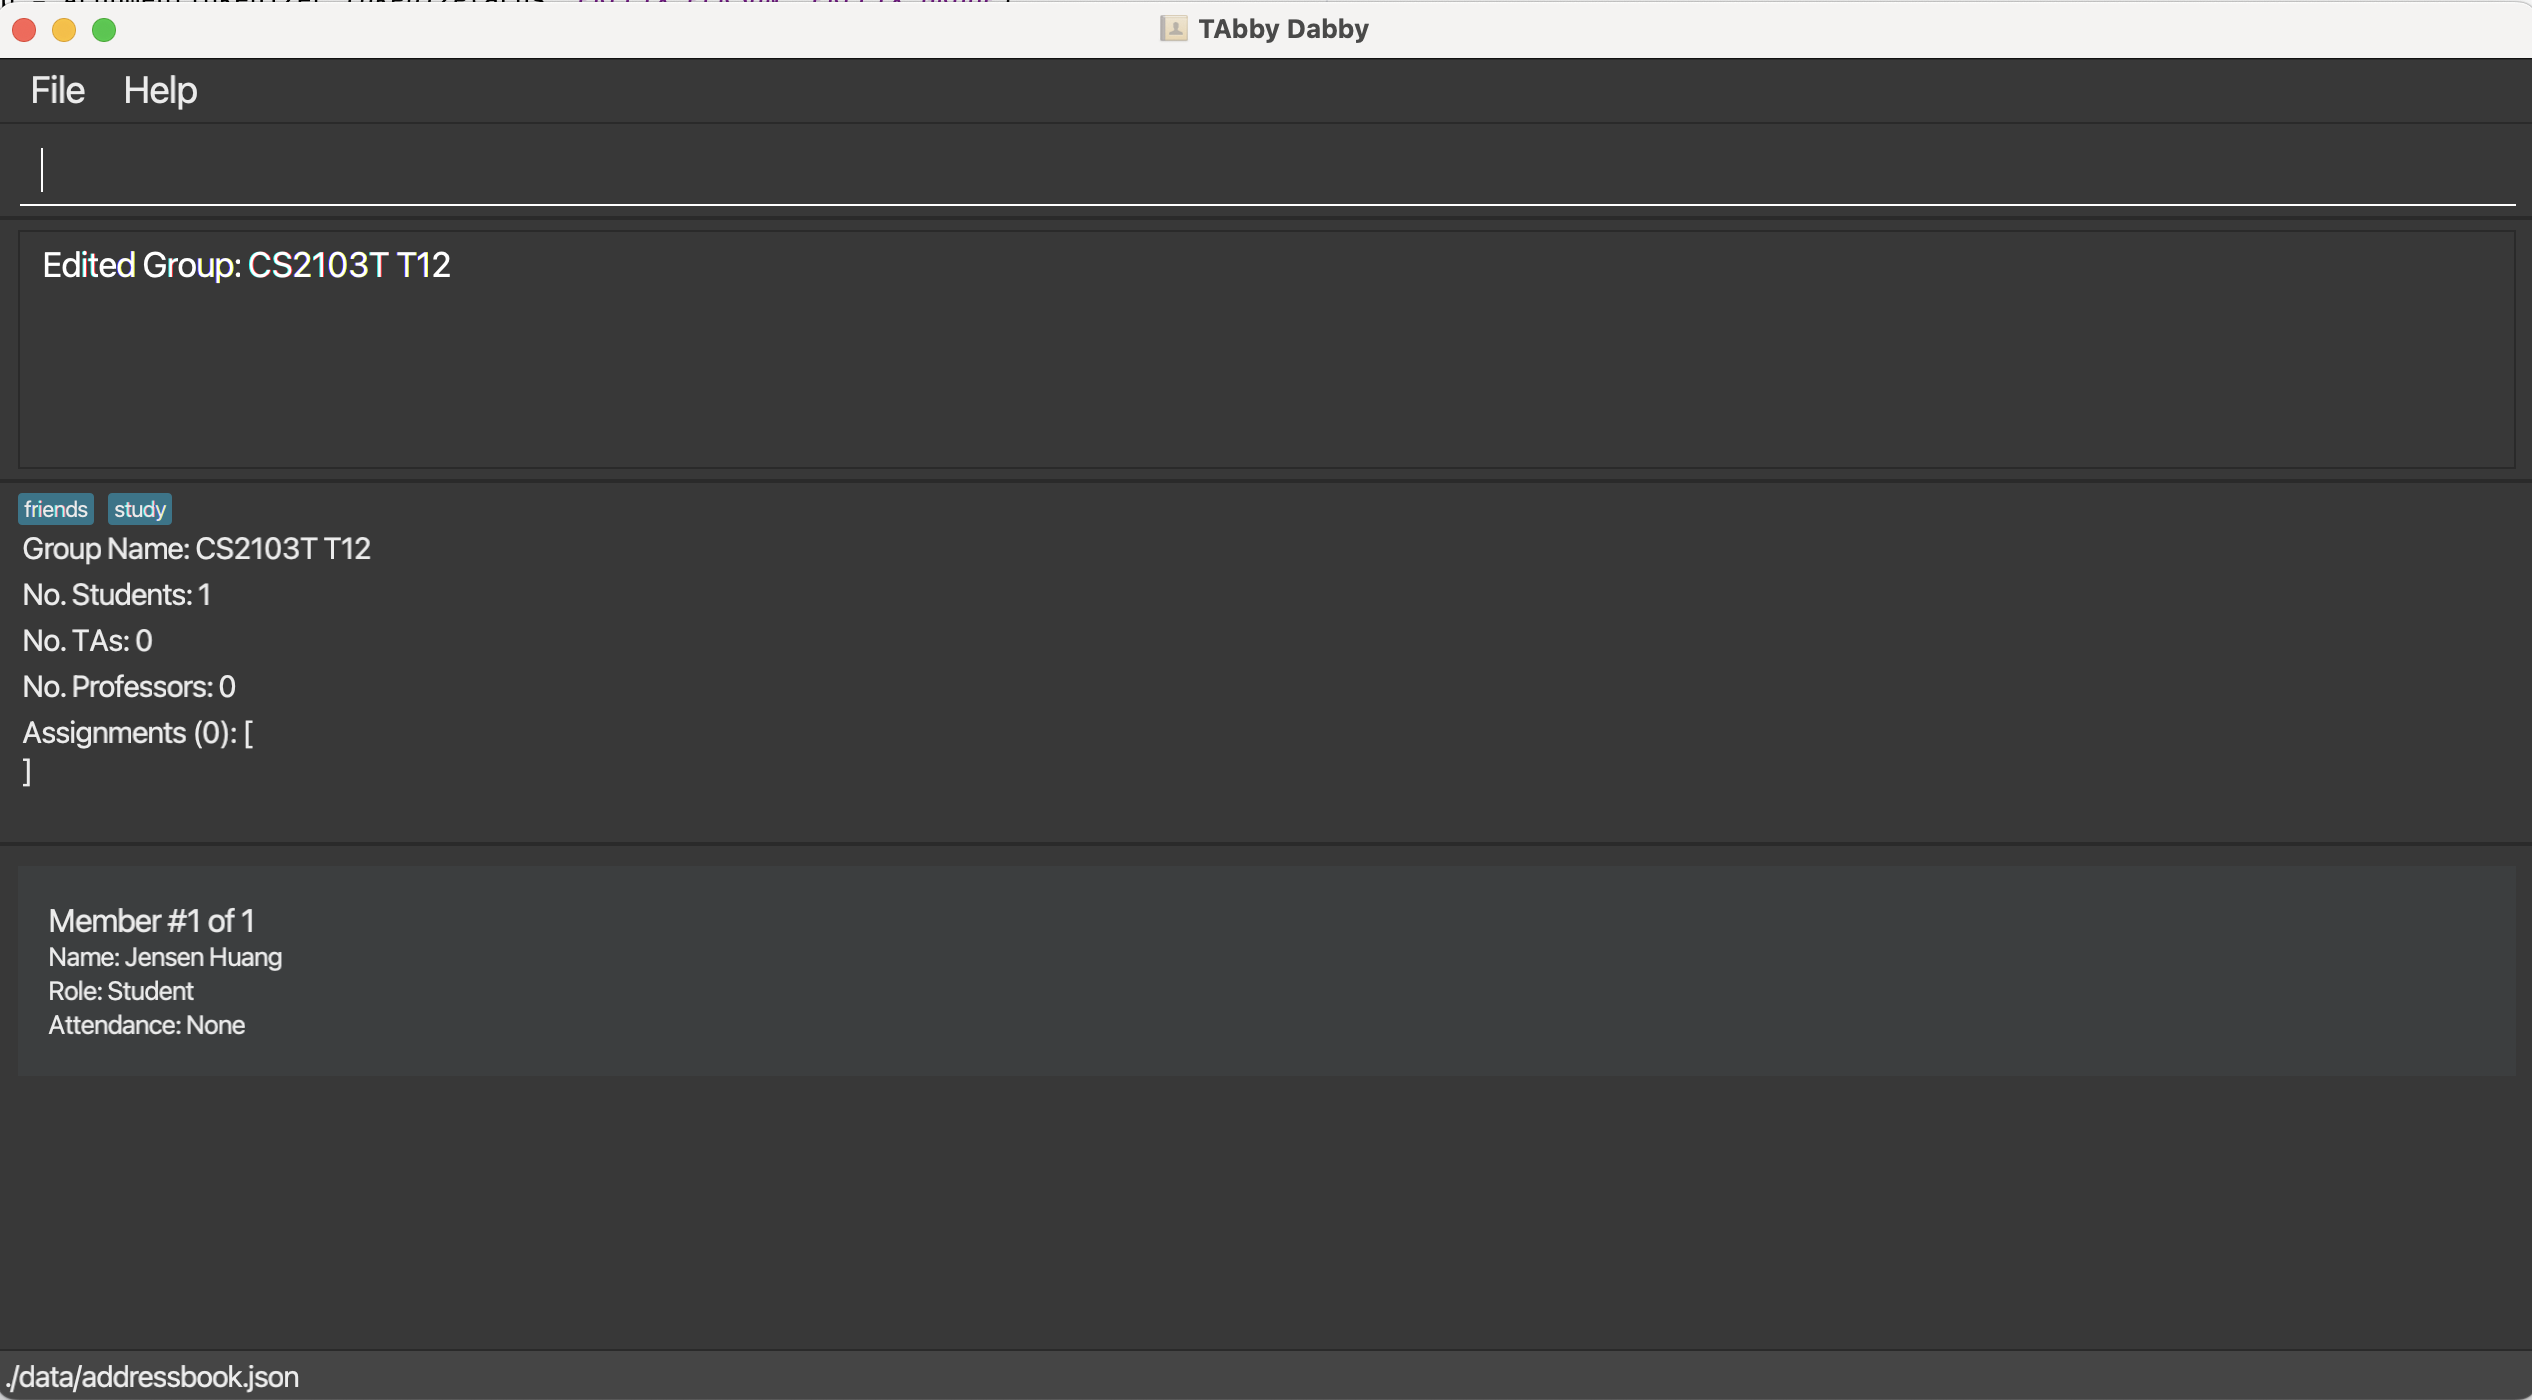 TAbby Dabby
File Help
Edited Group: CS2103T T12
friends study
Group Name: CS2103T T12
No. Students: 1
No. TAs: 0
No. Professors: 0
Assignments (0): [
]
Member #1 of 1
Name: Jensen Huang
Role: Student
Attendance: None
./data/addressbook.json